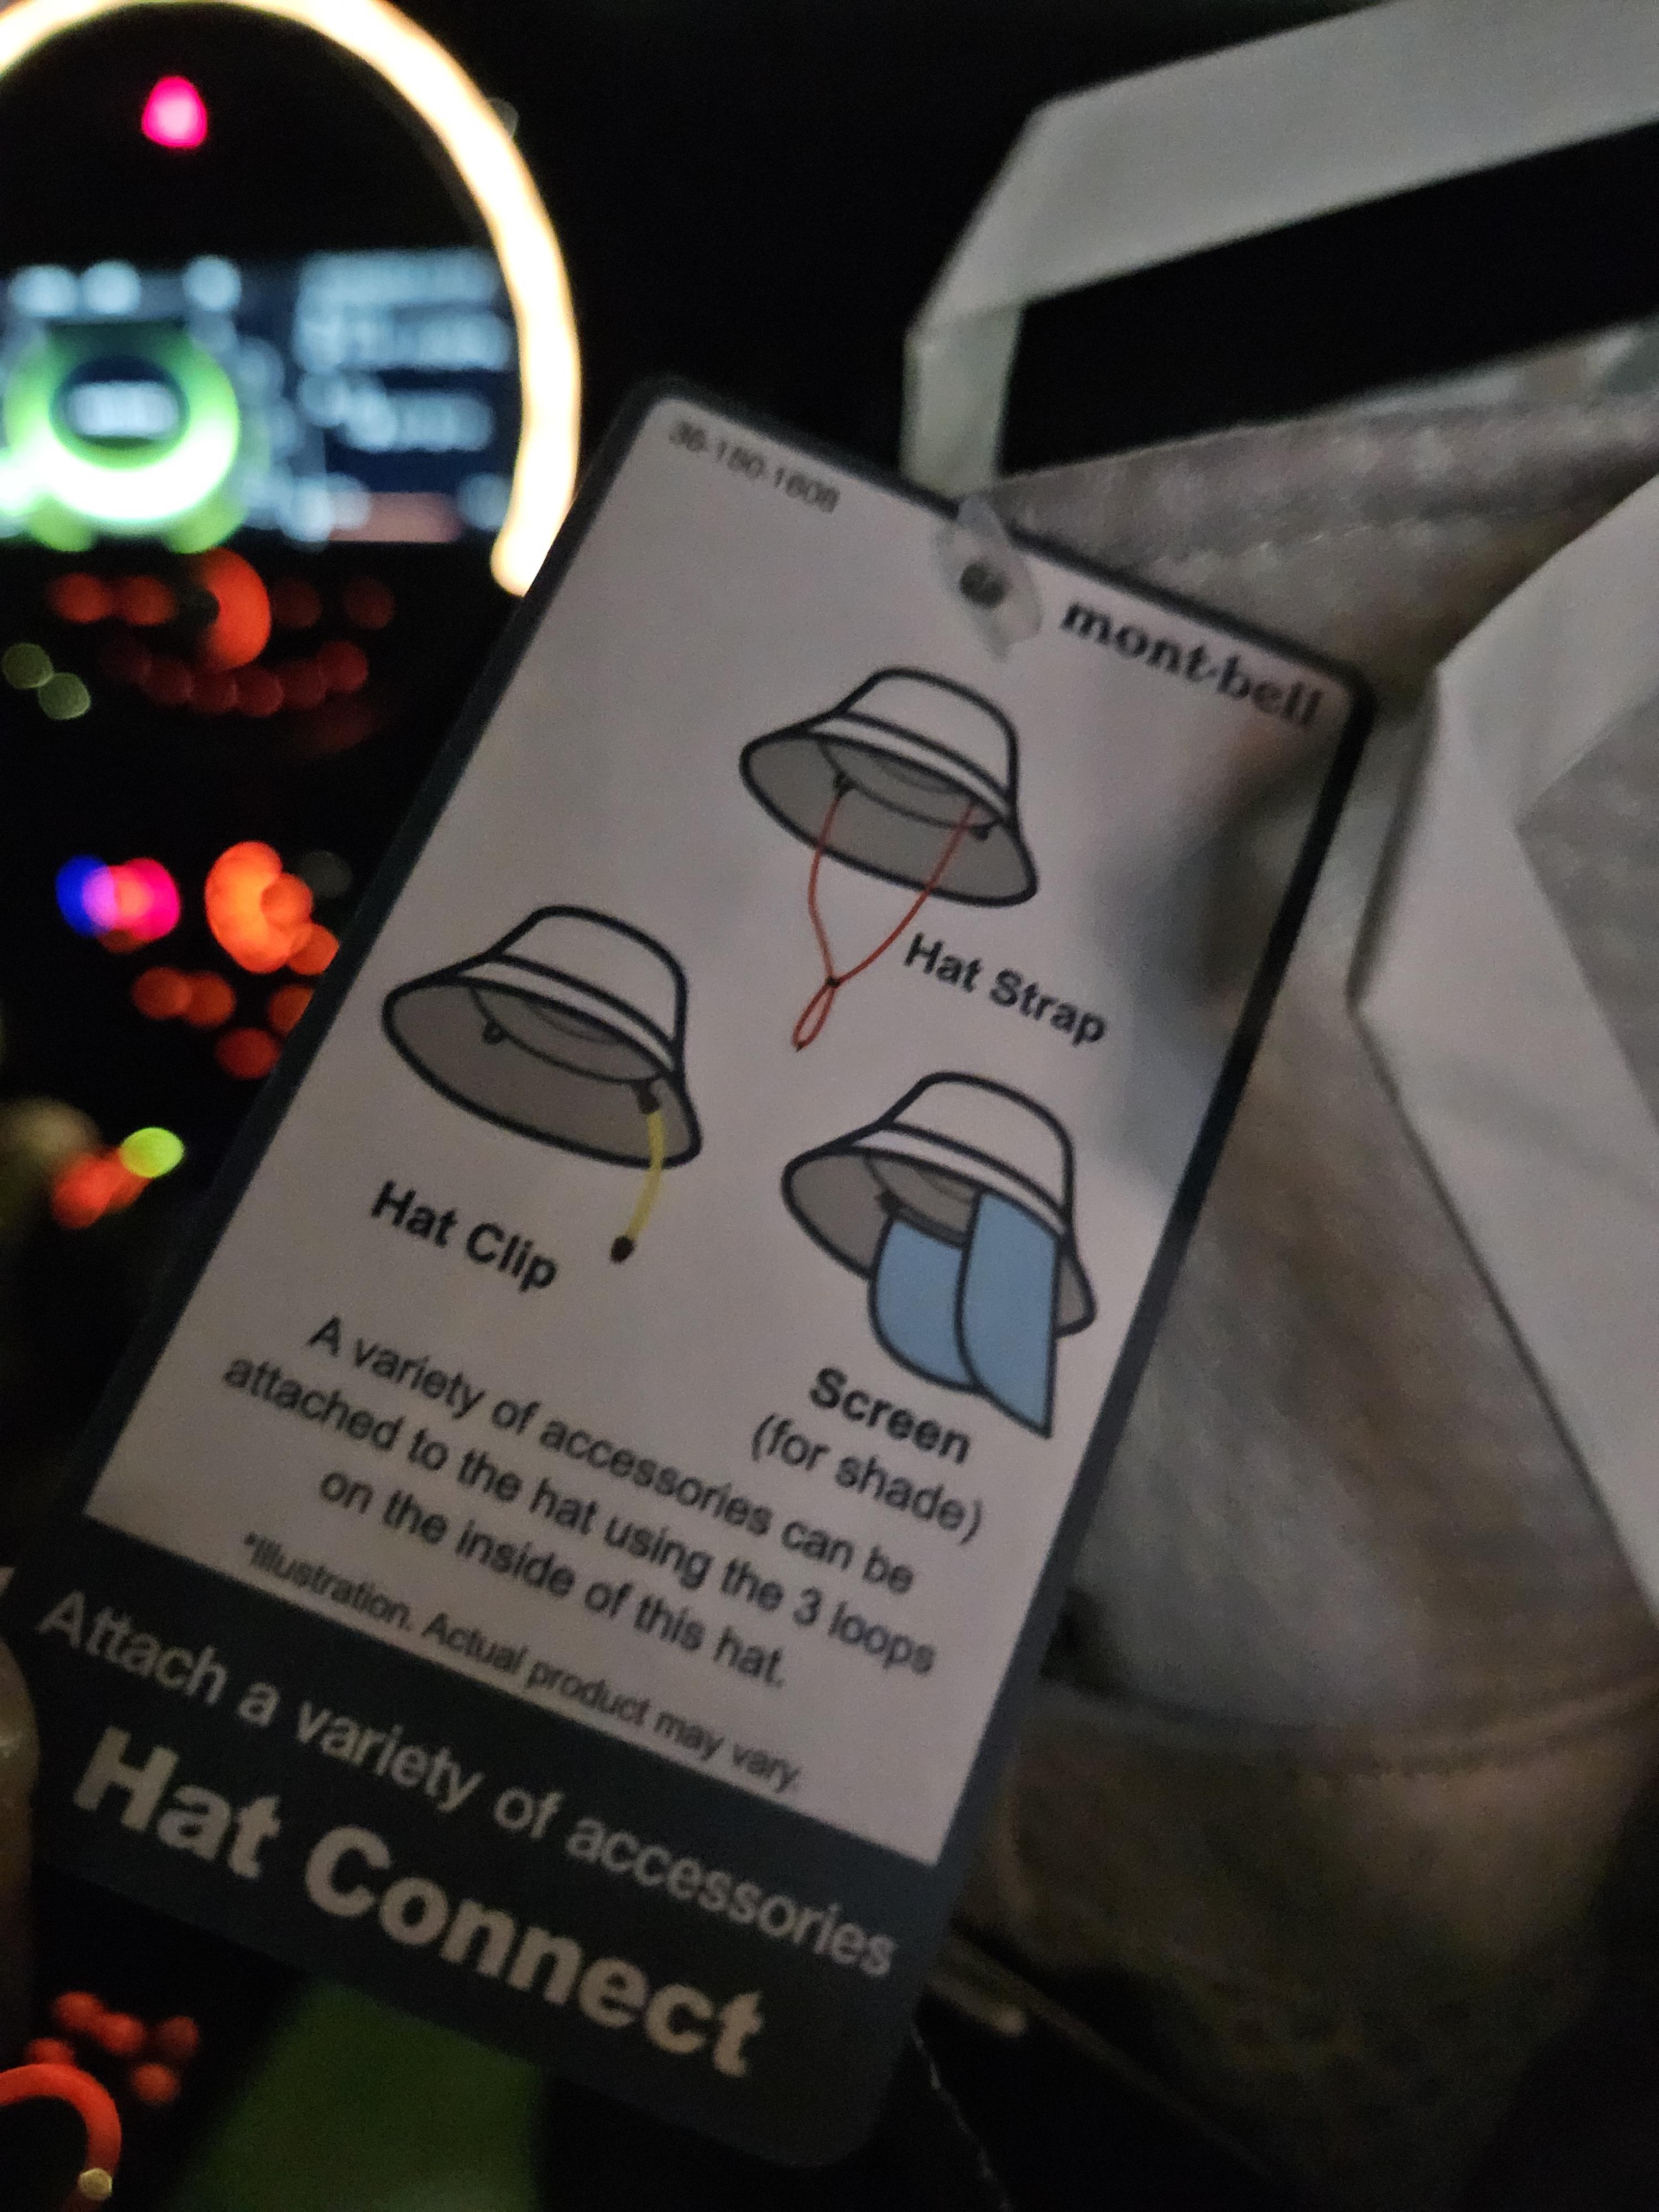 36-180-1608
mont·bell
Hat Strap
Hat Clip
Screen
(for shade)
A variety of accessories can be
attached to the hat using the 3 loops
on the inside of this hat.
*Illustration. Actual product may vary.
Attach a variety of accessories
Hat Connect